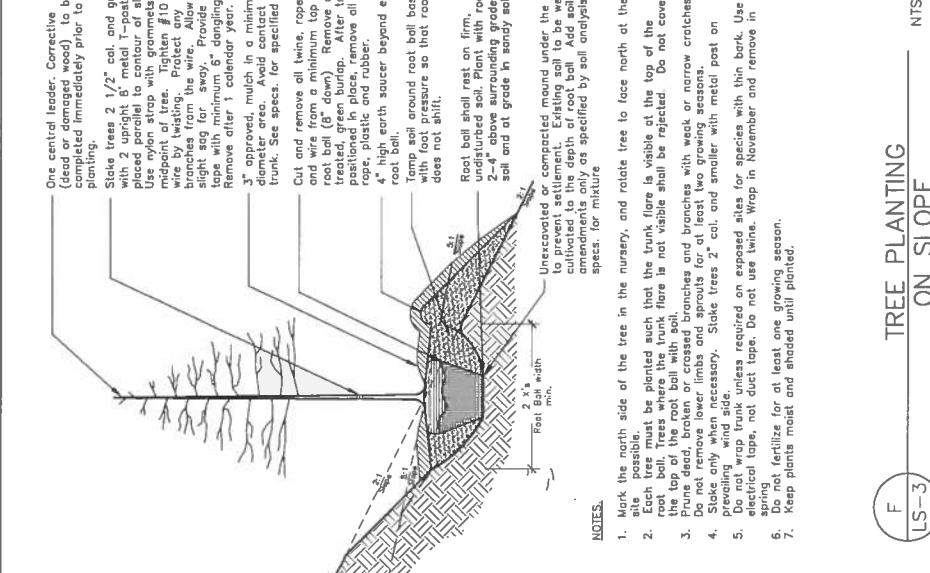 One central leader. Corrective
(dead or damaged wood) to b
completed immediately prior to
planting.
Stake trees 2 1/2" cal. and g
with 2 upright 6' metal T-post
placed parallel to contour of sl
Use nylon strap with grommets
midpoint of tree. Tighten #10
wire by twisting. Protect any
branches from the wire. Allow
slight sag for sway. Provide
tape with minimum 6" dangling
Remove after 1 calendar year.
3" approved, mulch in a minim
diameter area. Avoid contact
trunk. See specs. for specified
Cut and remove all twine, rope
and wire from a minimum top
root ball (8" down) Remove
treated, green burlap. After t
positioned in place, remove all
rope, plastic and rubber.
4" high earth saucer beyond e
root ball.
Tamp soil around root ball bas
with foot pressure so that roo
does not shift.
Root ball shall rest on firm,
undisturbed soil. Plant with ro
2-4" above surrounding grade
soil and at grade in sandy soil
Unexcavated or compacted mound under the
to prevent settlement. Existing soil to be we
cultivated to the depth of root ball Add soil
amendments only as specified by soil analysis
specs. for mixture
2:1
Slope
5:1
Slope
5:1
Slope
2:1
2 X's
Root Ball width
min.
NOTES:
1. Mark the north side of the tree in the nursery, and rotate tree to face north at the
site possible.
2. Each tree must be planted such that the trunk flare is visible at the top of the
root ball. Trees where the trunk flare is not visible shall be rejected. Do not cove
the top of the root ball with soil.
3. Prune dead, broken or crossed branches and branches with weak or narrow crotches
Do not remove lower limbs and sprouts for at least two growing seasons.
4. Stake only when necessary. Stake trees 2" cal. and smaller with metal post on
prevailing wind side.
5. Do not wrap trunk unless required on exposed sites for species with thin bark. Use
electrical tape, not duct tape. Do not use twine. Wrap in November and remove in
spring
6. Do not fertilize for at least one growing season.
7. Keep plants moist and shaded until planted.
F
LS-3
TREE PLANTING
ON SLOPE
NTS